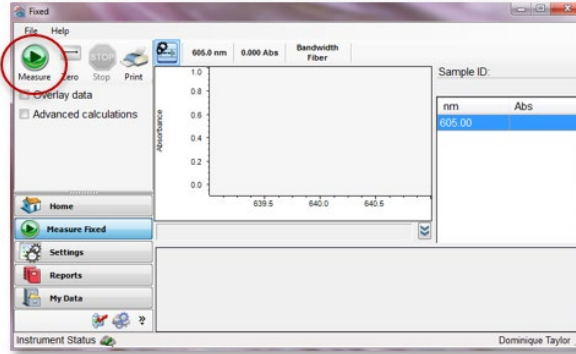 Fixed
File Help
605.0 nm 0.000 Abs Bandwidth Fiber
Measure Zero STOP Stop Print
Overlay data
Advanced calculations
Sample ID:
nm Abs
605.00
Absorbance
1.0
0.8
0.6
0.4
0.2
0.0
639.5 640.0 640.5
Home
Measure Fixed
Settings
Reports
My Data
Instrument Status
Dominique Taylor